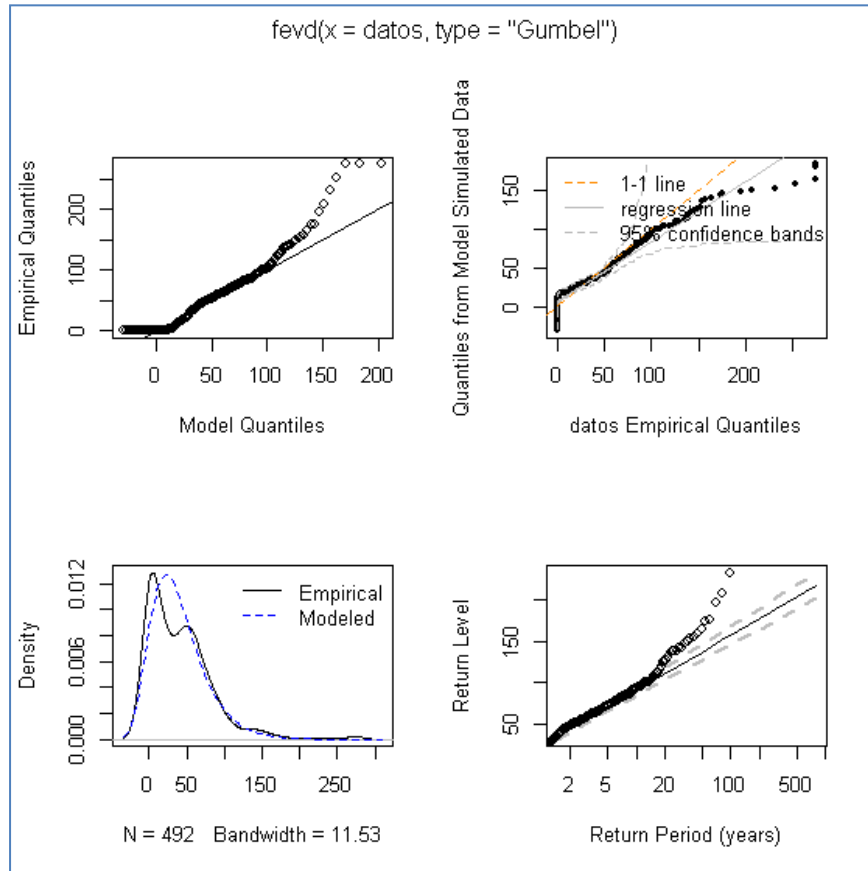 fevd(x = datos, type = "Gumbel")
Empirical Quantiles
0
100
200
0
50
100
150
200
Model Quantiles
Quantiles from Model Simulated Data
0
50
150
1-1 line
regression line
95% confidence bands
0
50
100
200
datos Empirical Quantiles
Density
0.000
0.006
0.012
Empirical
Modeled
0
50
150
250
N = 492 Bandwidth = 11.53
Return Level
50
150
2
5
20
100
500
Return Period (years)